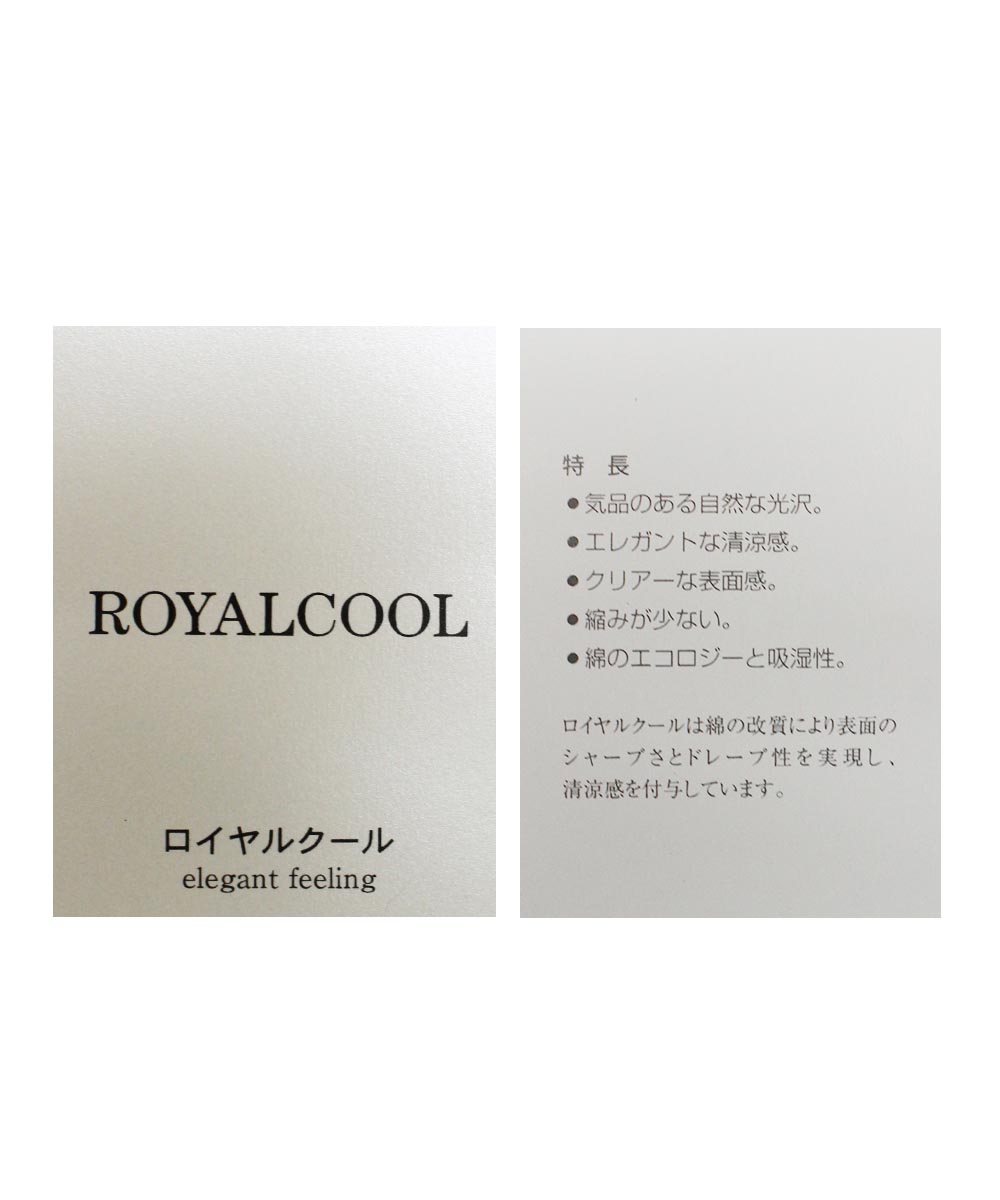 ROYALCOOL
ロイヤルクール
elegant feeling
特 長
●気品のある自然な光沢。
●エレガントな清涼感。
●クリアーな表面感。
●縮みが少ない。
●綿のエコロジーと吸湿性。
ロイヤルクールは綿の改質により表面の
シャープさとドレープ性を実現し、
清涼感を付与しています。